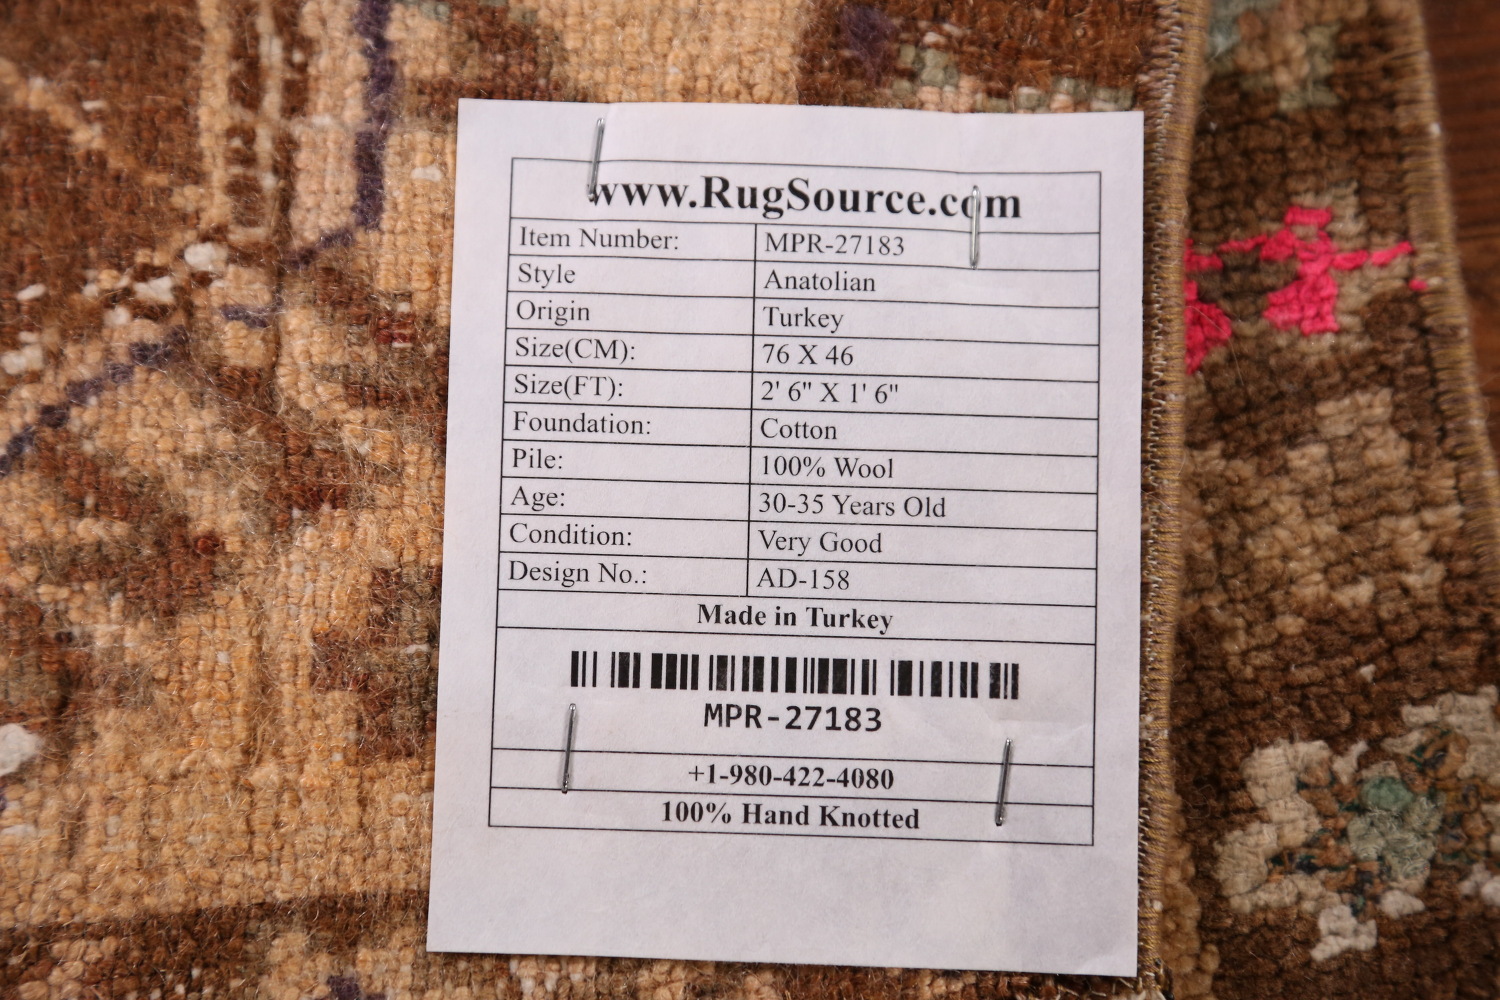 www.RugSource.com
Item Number: MPR-27183
Style Anatolian
Origin Turkey
Size(CM): 76 X 46
Size(FT): 2' 6" X 1' 6"
Foundation: Cotton
Pile: 100% Wool
Age: 30-35 Years Old
Condition: Very Good
Design No.: AD-158
Made in Turkey
MPR-27183
+1-980-422-4080
100% Hand Knotted